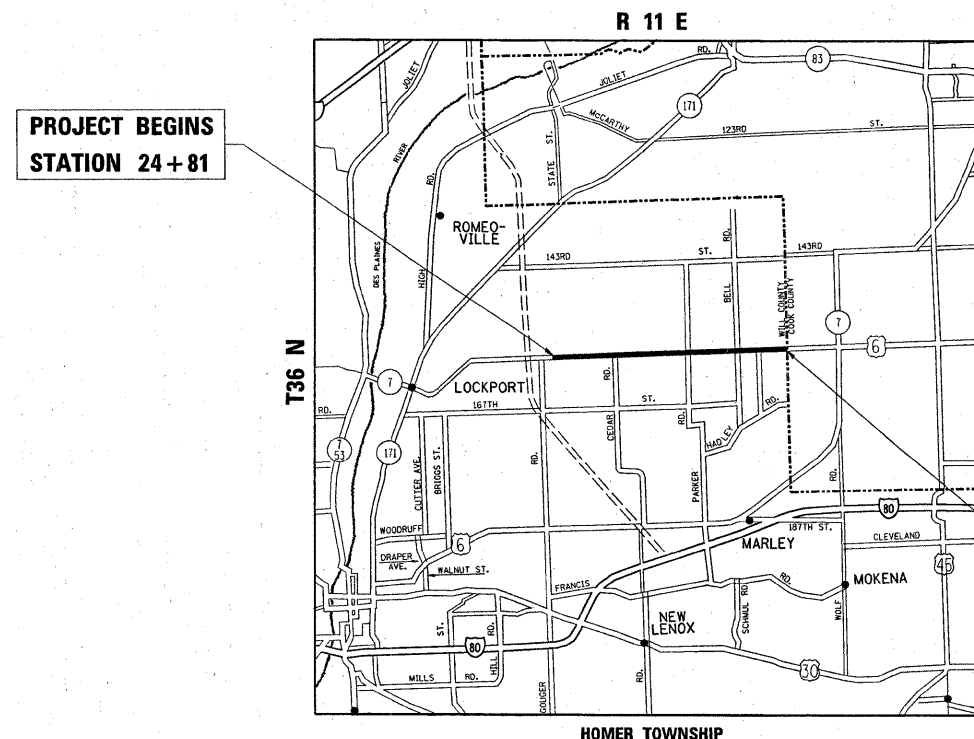 R 11 E
PROJECT BEGINS
STATION 24+81
T36 N
JOLIET
RD.
83
JOLIET
171
McCARTHY
123RD
ST.
RIVER
STATE ST.
RD.
ROMEO-
VILLE
DES PLAINES
HIGH
143RD
ST.
143RD
RD.
BELL
WILL COUNTY
COOK COUNTY
7
6
7
LOCKPORT
RD.
167TH
ST.
RD.
RD.
7
53
171
CUTTER AVE.
BRIGGS ST.
RD.
CEDAR
RD.
HADLEY
PARKER
RD.
80
WOODRUFF
6
MARLEY
187TH ST.
CLEVELAND
DRAPER
AVE.
WALNUT ST.
45
FRANCIS
RD.
MOKENA
ST.
HILL RD.
NEW
LENOX
SCHMUL RD.
WOLF
80
30
MILLS
RD.
GOUGER
RD.
HOMER TOWNSHIP